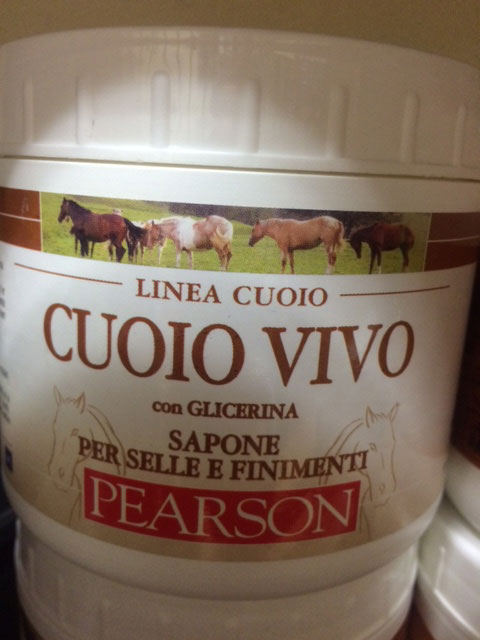 LINEA CUOIO
CUOIO VIVO
con GLICERINA
SAPONE
PER SELLE E FINIMENTI
PEARSON